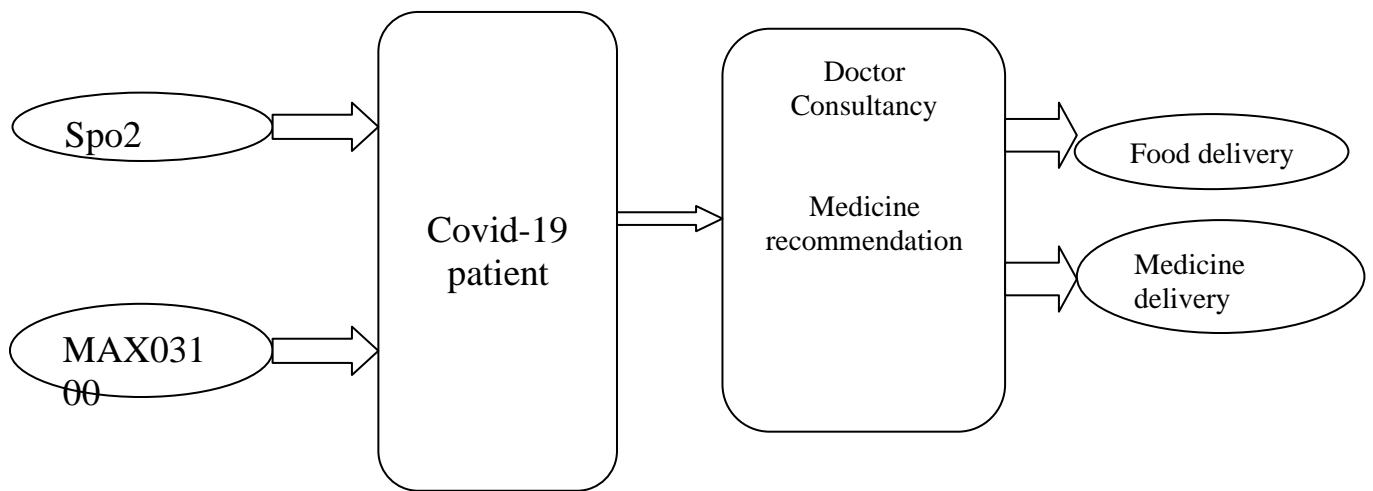 Spo2
MAX031
00
Covid-19
patient
Doctor
Consultancy
Medicine
recommendation
Food delivery
Medicine
delivery